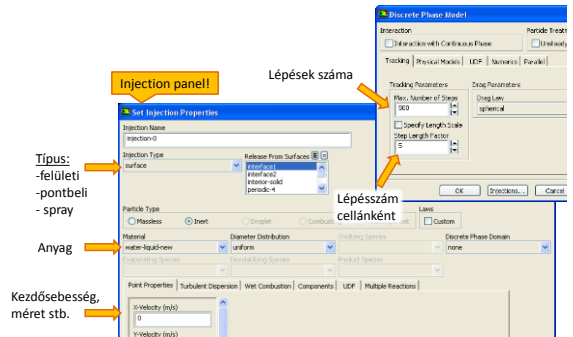 Discrete Phase Model
Interaction
Particle Treatm
Interaction with Continuous Phase
Unsteady
Tracking
Physical Models
UDF
Numerics
Parallel
Tracking Parameters
Drag Parameters
Max. Number of Steps
Drag Law
500
spherical
Specify Length Scale
Step Length Factor
5
OK
Injections...
Cancel
Lépések száma
Lépésszám
cellánként
Injection panel!
Set Injection Properties
Injection Name
injection-0
Injection Type
Release From Surfaces
surface
interface1
interface2
interior-solid
periodic-4
Típus:
-felületi
-pontbeli
- spray
Particle Type
Laws
Massless
Inert
Droplet
Custom
Anyag
Material
Diameter Distribution
Oxidizing Species
Discrete Phase Domain
water-liquid-new
uniform
none
Evaporating Species
Devolatilizing Species
Product Species
Kezdősebesség,
méret stb.
Point Properties
Turbulent Dispersion
Wet Combustion
Components
UDF
Multiple Reactions
X-Velocity (m/s)
0
Y-Velocity (m/s)